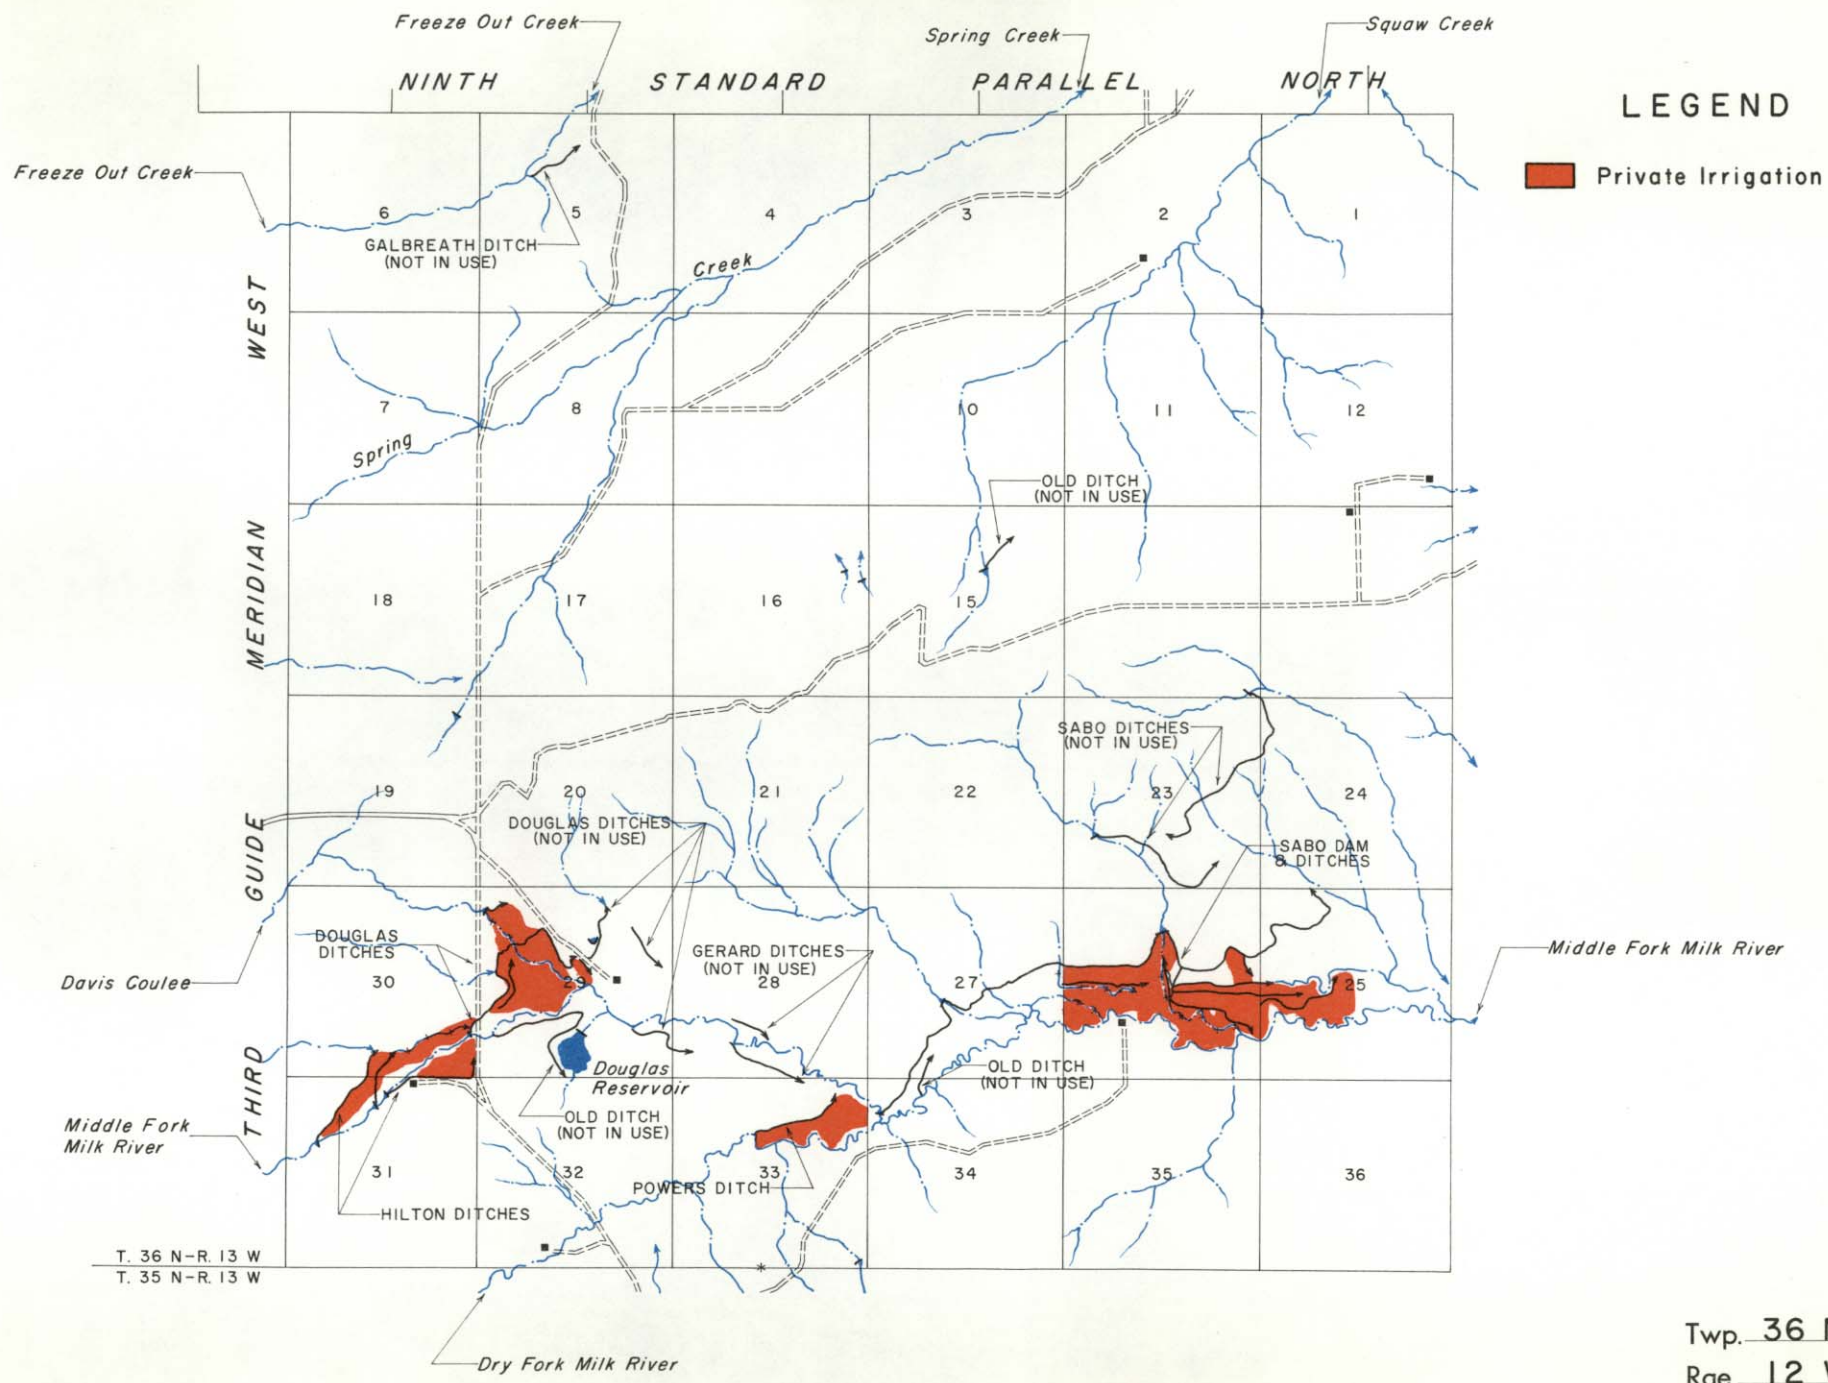 Freeze Out Creek
Spring Creek
Squaw Creek
NINTH STANDARD PARALLEL NORTH
LEGEND
Private Irrigation
Freeze Out Creek
6
5
4
3
2
1
GALBREATH DITCH
(NOT IN USE)
Creek
WEST
7
8
10
11
12
Spring
OLD DITCH
(NOT IN USE)
MERIDIAN
18
17
16
15
SABO DITCHES
(NOT IN USE)
19
20
21
22
23
24
DOUGLAS DITCHES
(NOT IN USE)
SABO DAM
& DITCHES
GUIDE
DOUGLAS
DITCHES
GERARD DITCHES
(NOT IN USE)
Middle Fork Milk River
Davis Coulee
30
29
28
27
25
THIRD
Douglas
Reservoir
OLD DITCH
(NOT IN USE)
OLD DITCH
(NOT IN USE)
Middle Fork
Milk River
31
32
33
34
35
36
POWERS DITCH
HILTON DITCHES
T. 36 N-R. 13 W
T. 35 N-R. 13 W
Dry Fork Milk River
Twp. 36
Rge. 12